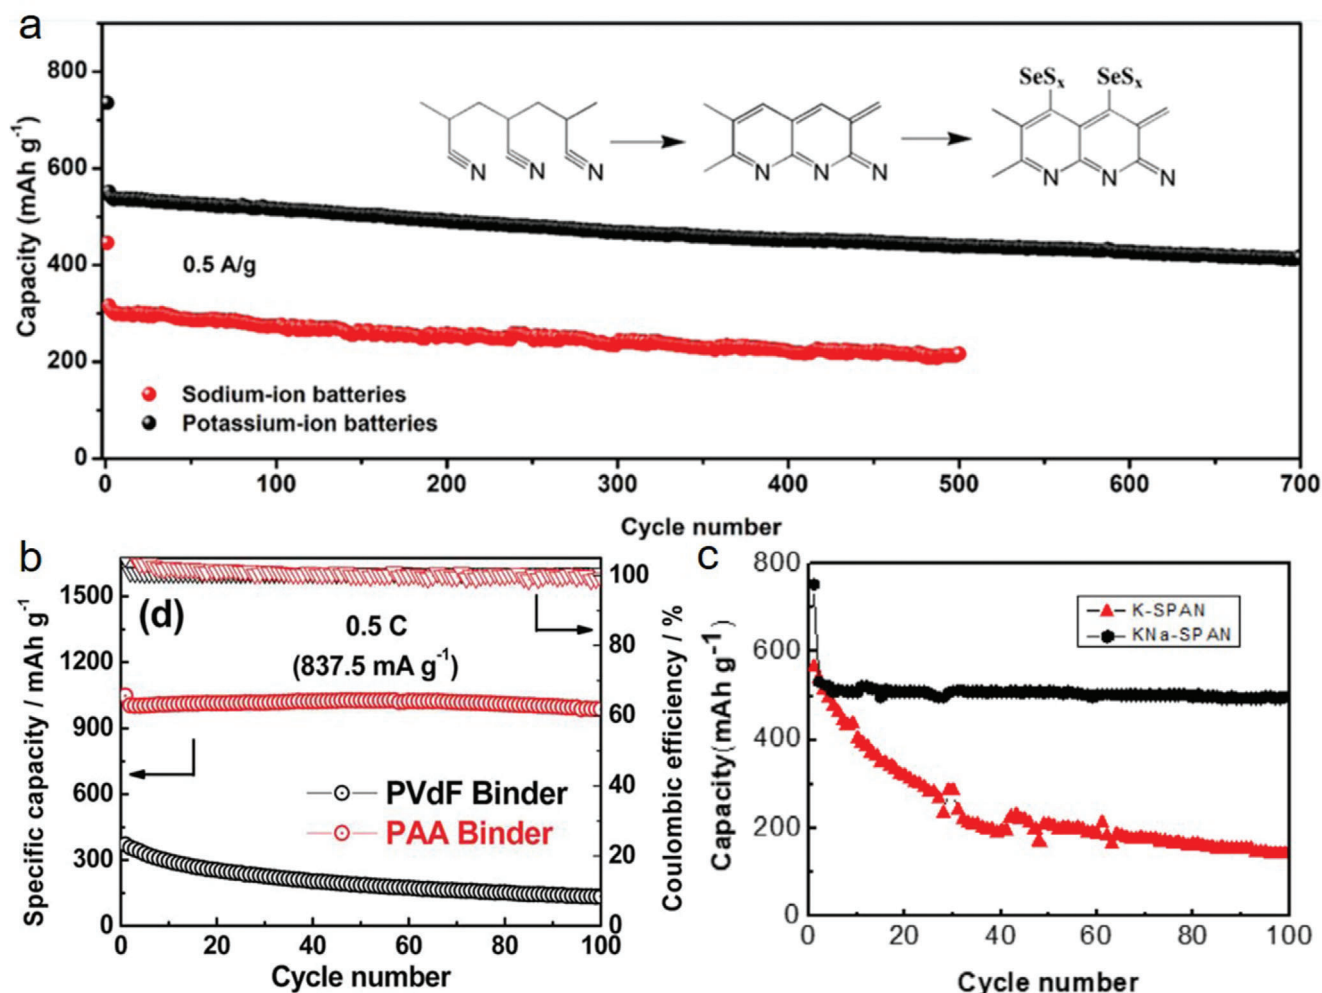 a
Capacity (mAh g⁻¹)
800
600
400
200
0
SeSₓ SeSₓ
N N N
N N N
N N N
0.5 A/g
Sodium-ion batteries
Potassium-ion batteries
0 100 200 300 400 500 600 700
Cycle number
b
Specific capacity / mAh g⁻¹
1500
1200
900
600
300
0
(d)
0.5 C
(837.5 mA g⁻¹)
PVdF Binder
PAA Binder
100
80
60
40
20
0
Coulombic efficiency / %
0 20 40 60 80 100
Cycle number
c
Capacity(mAh g⁻¹)
800
600
400
200
0
K-SPAN
KNa-SPAN
0 20 40 60 80 100
Cycle number